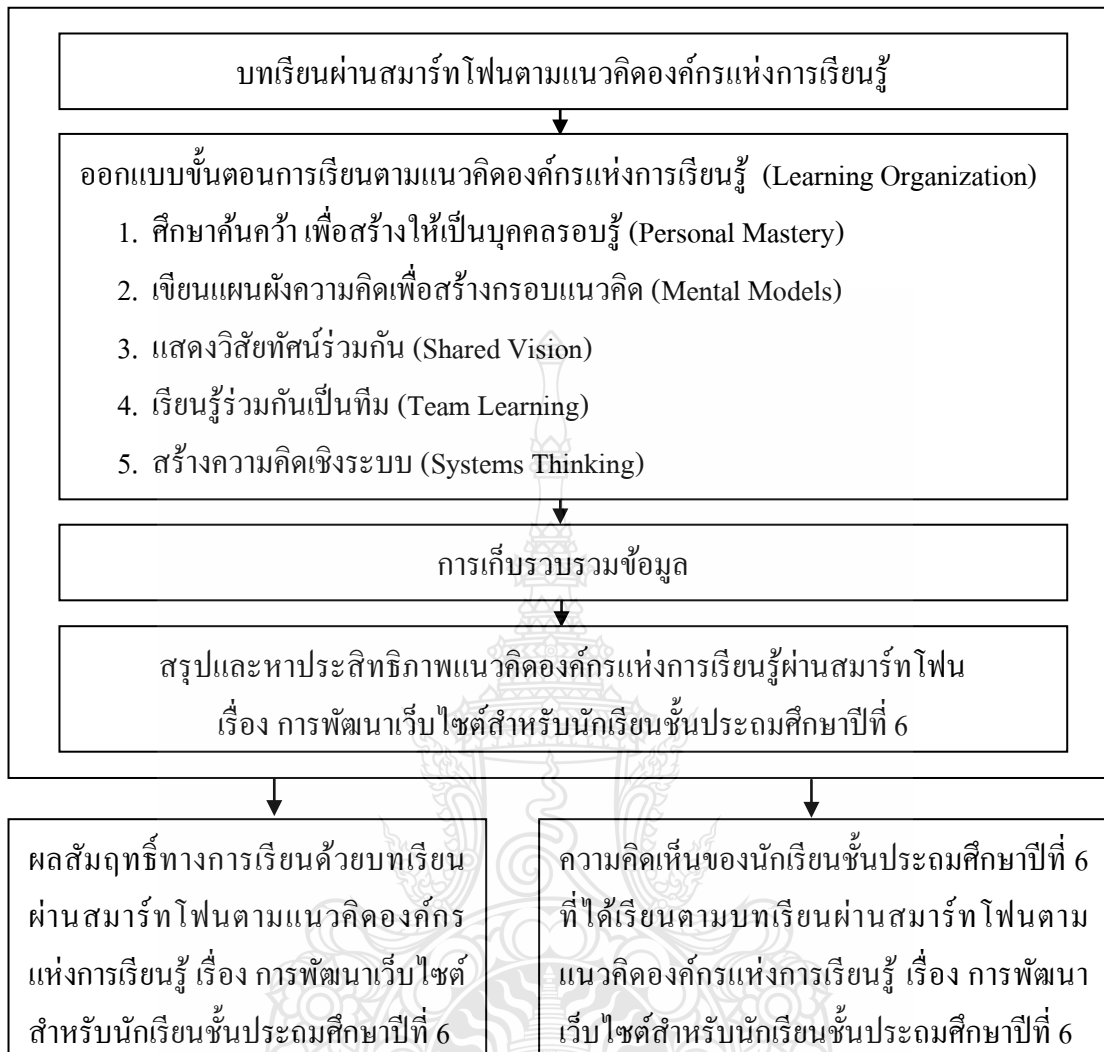 บทเรียนผ่านสมาร์ทโฟนตามแนวคิดองค์กรแห่งการเรียนรู้
ออกแบบขั้นตอนการเรียนตามแนวคิดองค์กรแห่งการเรียนรู้ (Learning Organization)
1. ศึกษาค้นคว้า เพื่อสร้างให้เป็นบุคคลรอบรู้ (Personal Mastery)
2. เขียนแผนผังความคิดเพื่อสร้างกรอบแนวคิด (Mental Models)
3. แสดงวิสัยทัศน์ร่วมกัน (Shared Vision)
4. เรียนรู้ร่วมกันเป็นทีม (Team Learning)
5. สร้างความคิดเชิงระบบ (Systems Thinking)
การเก็บรวบรวมข้อมูล
สรุปและหาประสิทธิภาพแนวคิดองค์กรแห่งการเรียนรู้ผ่านสมาร์ทโฟน
เรื่อง การพัฒนาเว็บไซต์สำหรับนักเรียนชั้นประถมศึกษาปีที่ 6
ผลสัมฤทธิ์ทางการเรียนด้วยบทเรียน
ผ่านสมาร์ทโฟนตามแนวคิดองค์กร
แห่งการเรียนรู้ เรื่อง การพัฒนาเว็บไซต์
สำหรับนักเรียนชั้นประถมศึกษาปีที่ 6
ความคิดเห็นของนักเรียนชั้นประถมศึกษาปีที่ 6
ที่ได้เรียนตามบทเรียนผ่านสมาร์ทโฟนตาม
แนวคิดองค์กรแห่งการเรียนรู้ เรื่อง การพัฒนา
เว็บไซต์สำหรับนักเรียนชั้นประถมศึกษาปีที่ 6